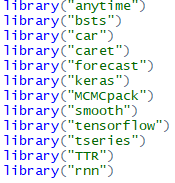 library("anytime")
library("bsts")
library("car")
library("caret")
library("forecast")
library("keras")
library("MCMCpack")
library("smooth")
library("tensorflow")
library("tseries")
library("TTR")
library("rnn")